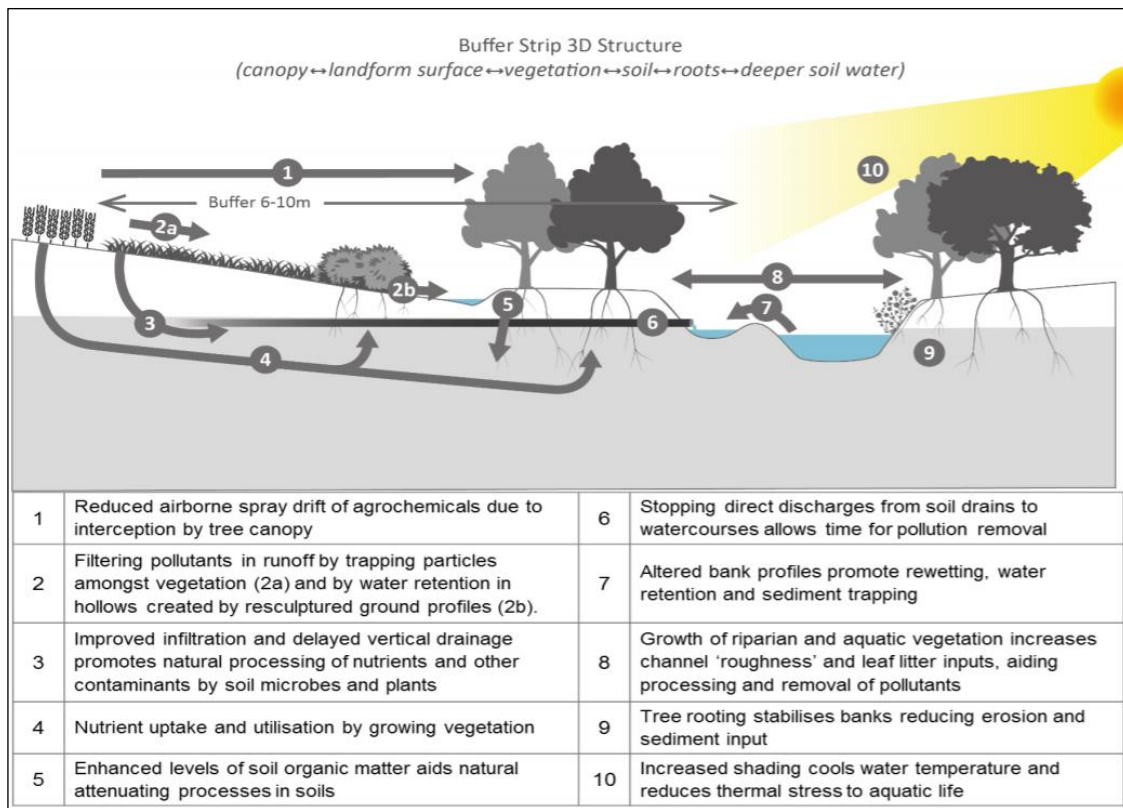 Buffer Strip 3D Structure
(canopy↔landform surface↔vegetation↔soil↔roots↔deeper soil water)
10
1
Buffer 6-10m
2a
2b
8
5
7
3
6
9
4
1
Reduced airborne spray drift of agrochemicals due to
interception by tree canopy
6
Stopping direct discharges from soil drains to
watercourses allows time for pollution removal
2
Filtering pollutants in runoff by trapping particles
amongst vegetation (2a) and by water retention in
hollows created by resculptured ground profiles (2b).
7
Altered bank profiles promote rewetting, water
retention and sediment trapping
3
Improved infiltration and delayed vertical drainage
promotes natural processing of nutrients and other
contaminants by soil microbes and plants
8
Growth of riparian and aquatic vegetation increases
channel ‘roughness’ and leaf litter inputs, aiding
processing and removal of pollutants
4
Nutrient uptake and utilisation by growing vegetation
9
Tree rooting stabilises banks reducing erosion and
sediment input
5
Enhanced levels of soil organic matter aids natural
attenuating processes in soils
10
Increased shading cools water temperature and
reduces thermal stress to aquatic life